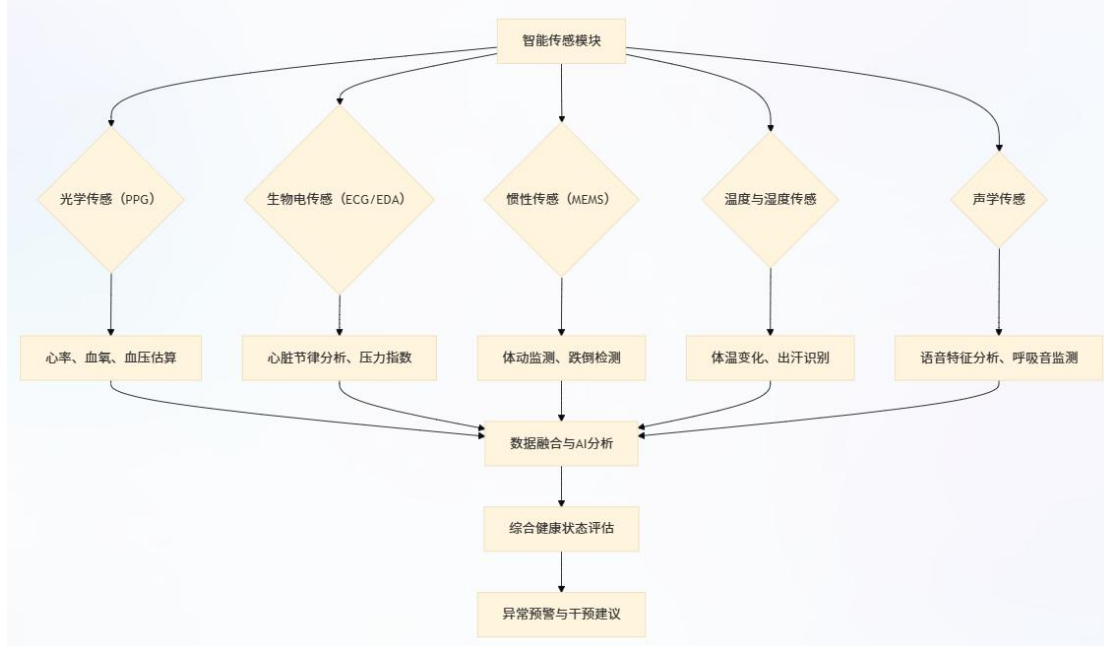 智能传感模块
光学传感（PPG）
生物电传感（ECG/EDA）
惯性传感（MEMS）
温度与湿度传感
声学传感
心率、血氧、血压估算
心脏节律分析、压力指数
体动监测、跌倒检测
体温变化、出汗识别
语音特征分析、呼吸音监测
数据融合与AI分析
综合健康状态评估
异常预警与干预建议